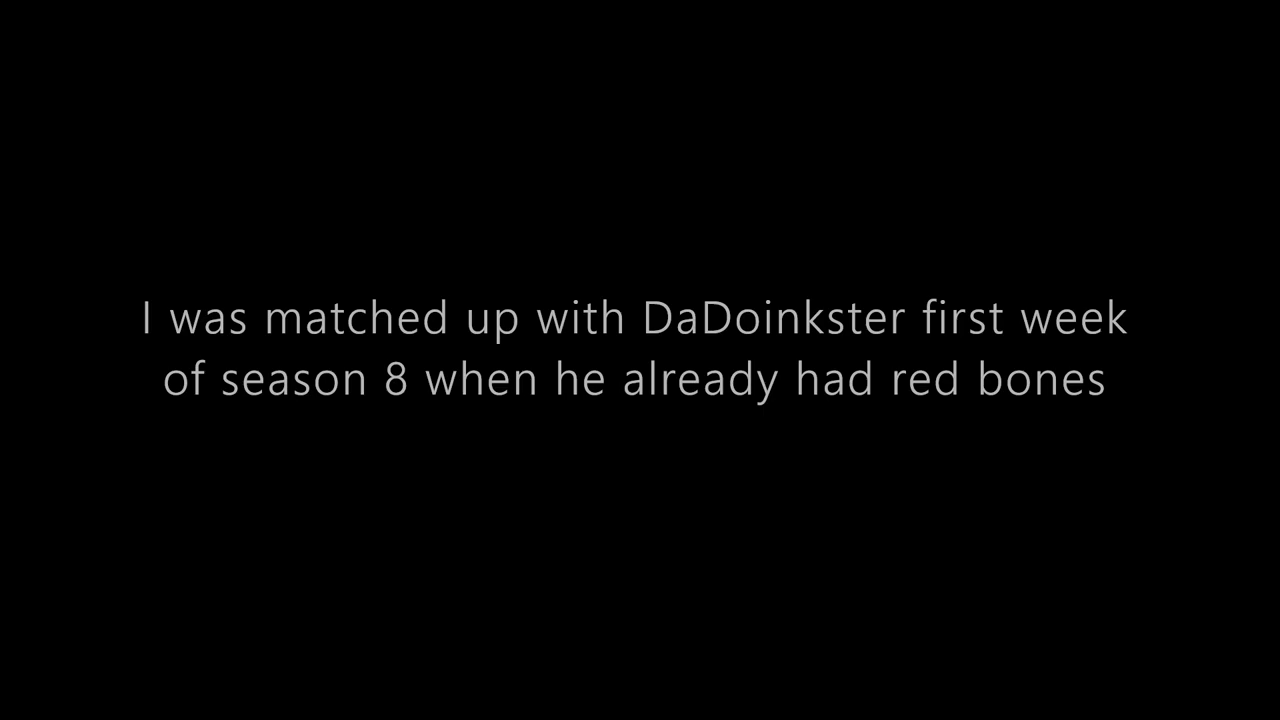 I was matched up with DaDoinkster first week
of season 8 when he already had red bones